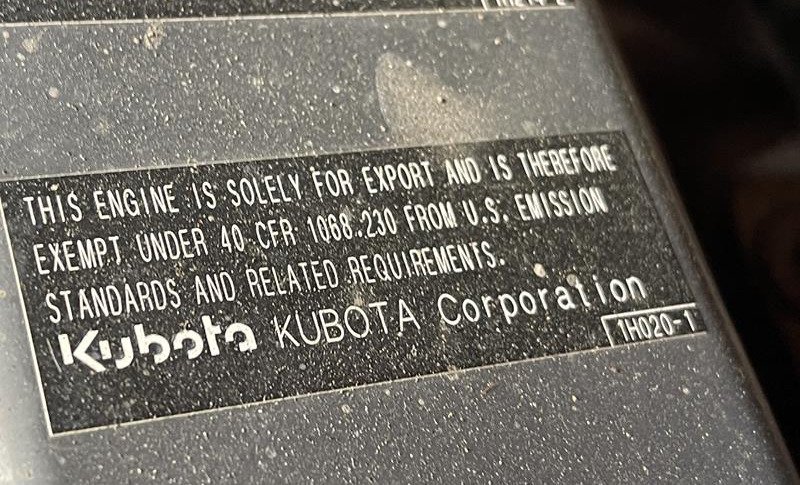 THIS ENGINE IS SOLELY FOR EXPORT AND IS THEREFORE
EXEMPT UNDER 40 CFR 1068.230 FROM U.S. EMISSION
STANDARDS AND RELATED REQUIREMENTS.
Kubota KUBOTA Corporation
1H020-1